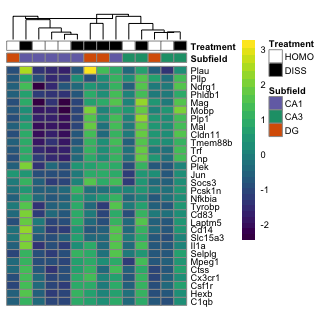 Treatment
Subfield
Plau
Pllp
Ndrg1
Phldb1
Mag
Mobp
Plp1
Mal
Cldn11
Tmem88b
Trf
Cnp
Plek
Jun
Socs3
Pcsk1n
Nfkbia
Tyrobp
Cd83
Laptm5
Cd14
Slc15a3
Il1a
Selplg
Mpeg1
Ctss
Cx3cr1
Csf1r
Hexb
C1qb
3
2
1
0
-1
-2
Treatment
HOMO
DISS
Subfield
CA1
CA3
DG